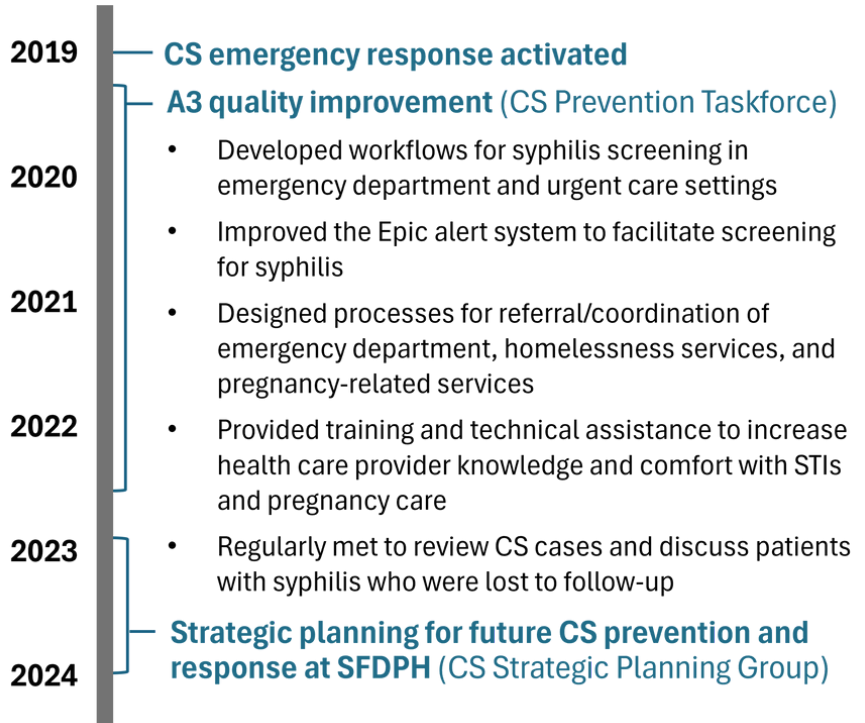 2019
CS emergency response activated
A3 quality improvement (CS Prevention Taskforce)
• Developed workflows for syphilis screening in
emergency department and urgent care settings
2020
• Improved the Epic alert system to facilitate screening
for syphilis
2021
• Designed processes for referral/coordination of
emergency department, homelessness services, and
pregnancy-related services
2022
• Provided training and technical assistance to increase
health care provider knowledge and comfort with STIs
and pregnancy care
2023
• Regularly met to review CS cases and discuss patients
with syphilis who were lost to follow-up
Strategic planning for future CS prevention and
response at SFDPH (CS Strategic Planning Group)
2024